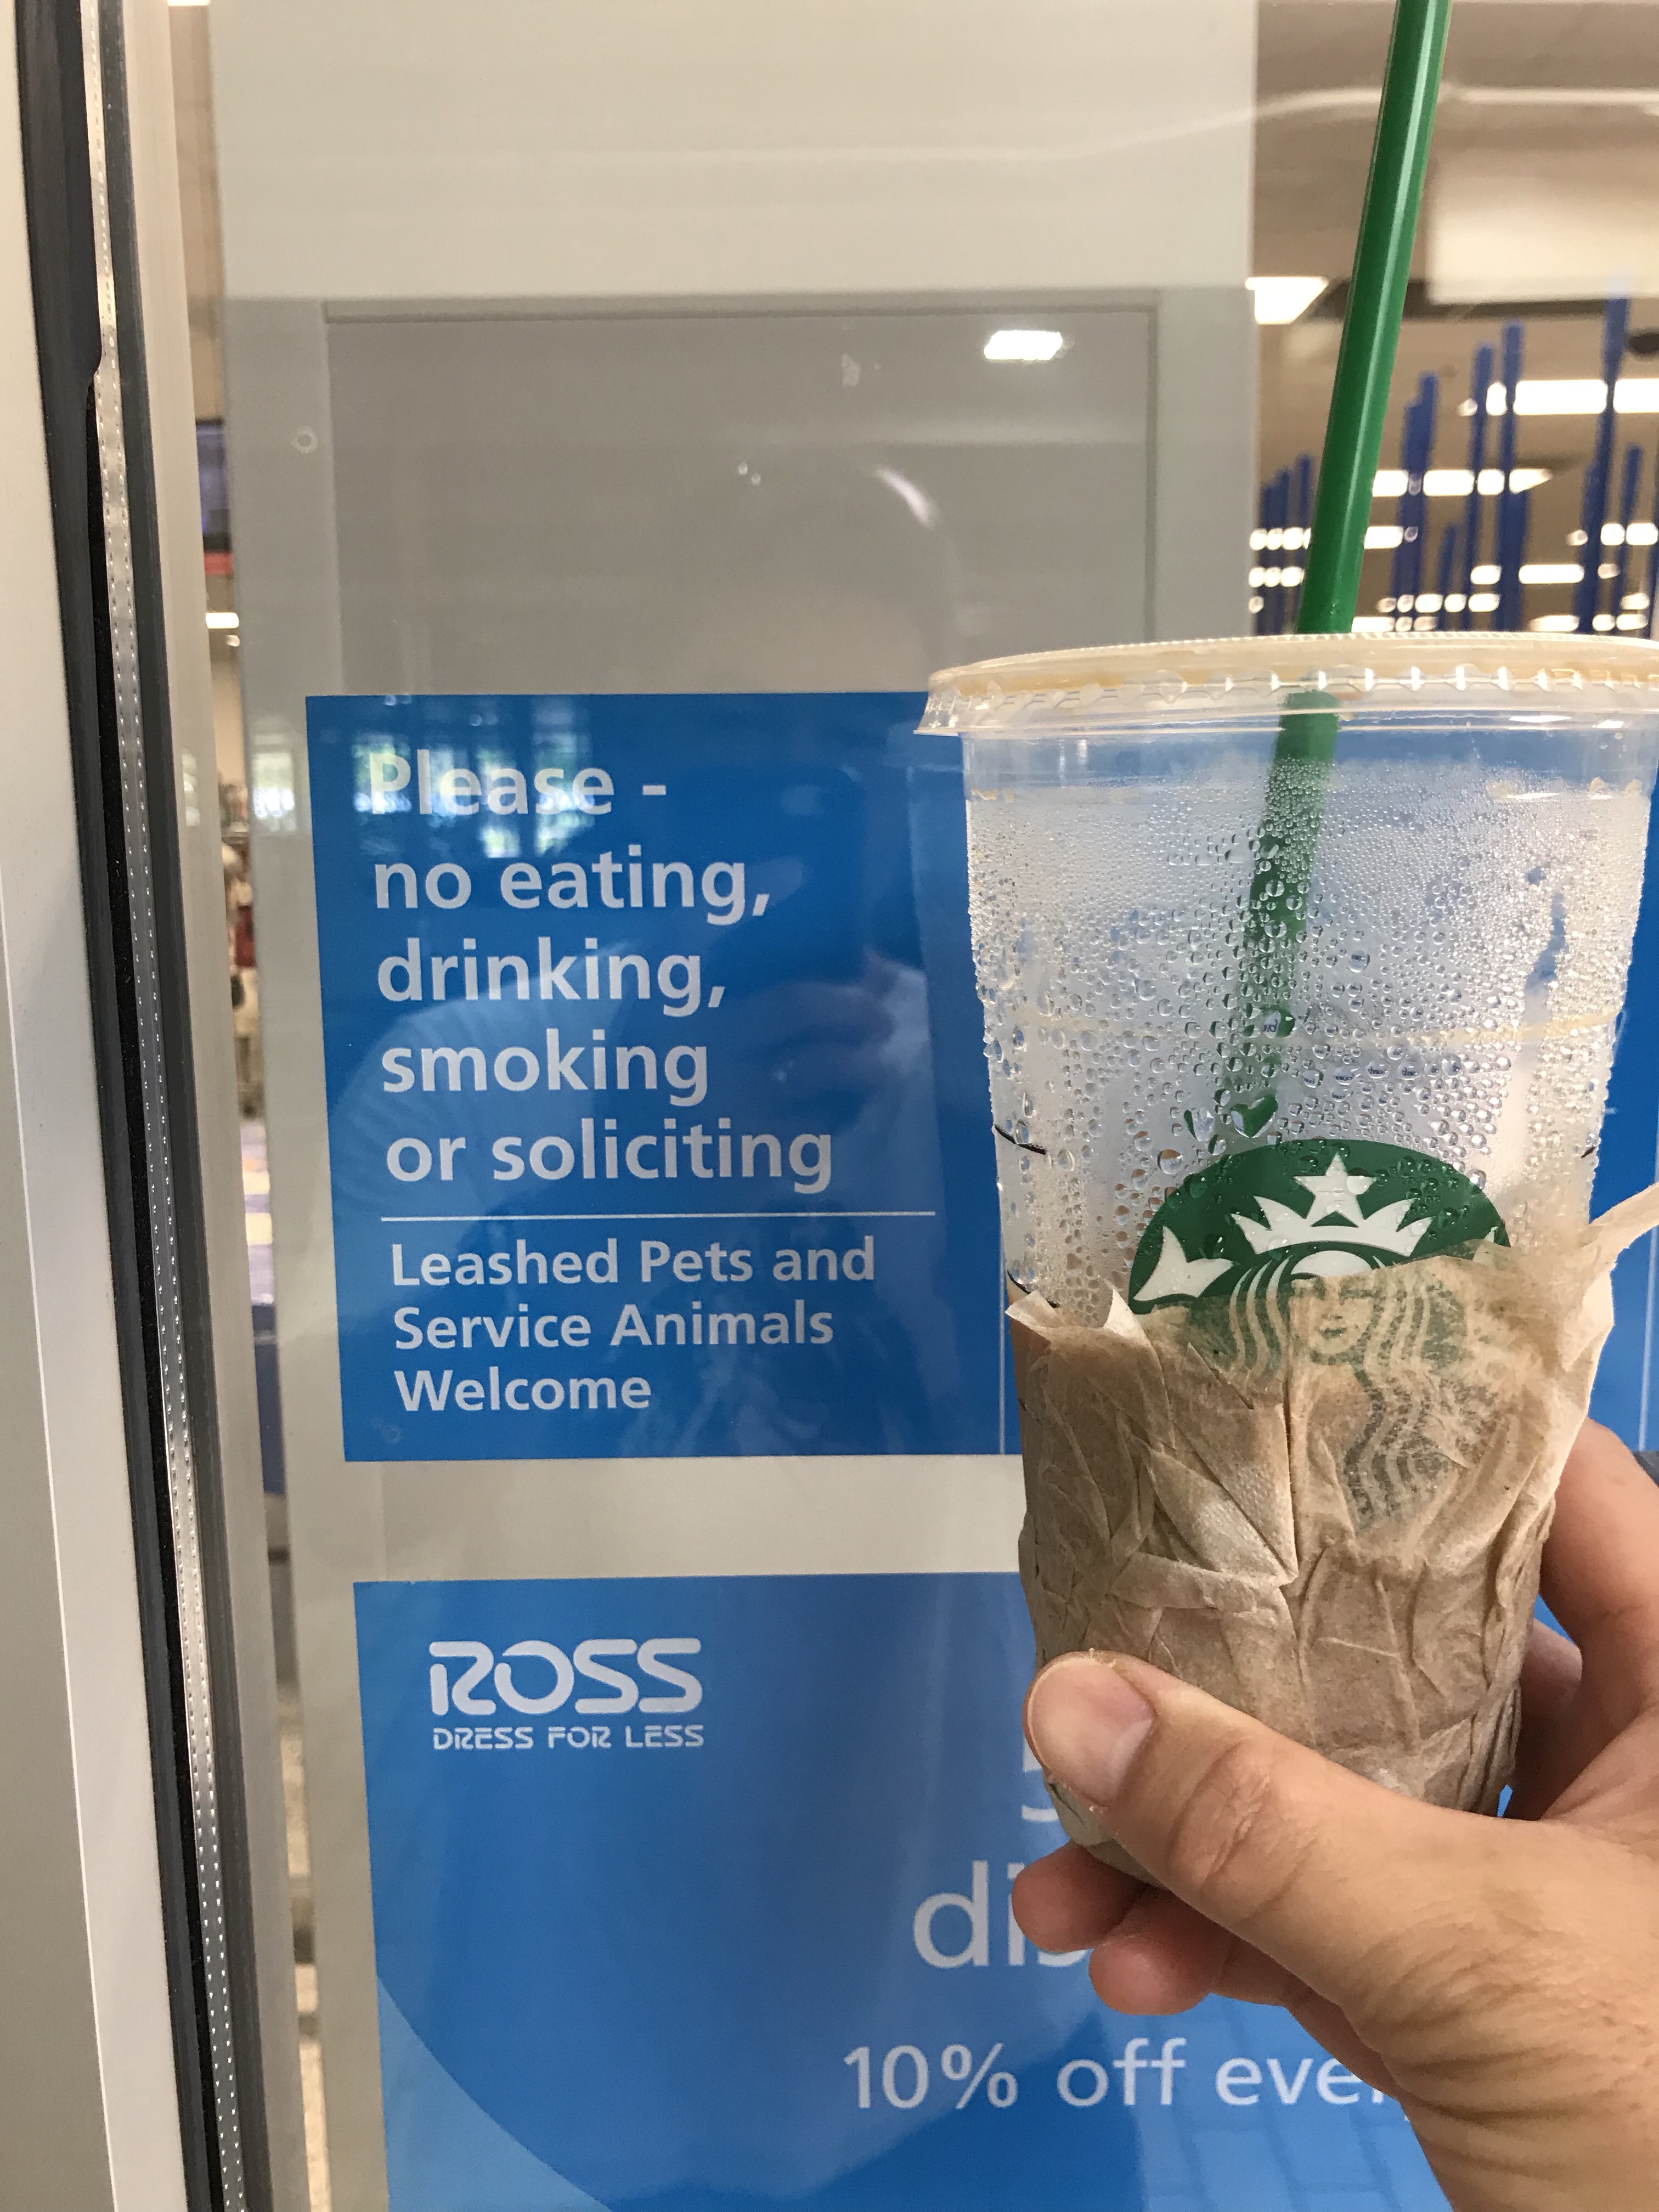 Please -
no eating,
drinking,
smoking
or soliciting
Leashed Pets and
Service Animals
Welcome
ROSS
DRESS FOR LESS
10% off